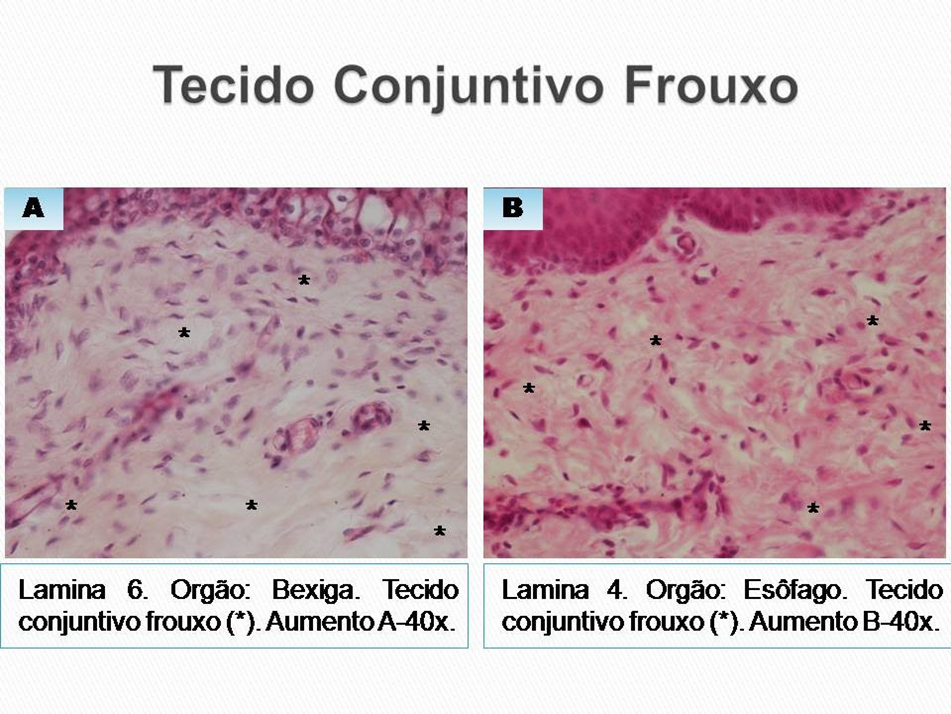 Tecido Conjuntivo Frouxo
A
B
*
*
*
*
*
*
*
*
*
*
*
Lamina 6. Orgão: Bexiga. Tecido
conjuntivo frouxo (*). Aumento A-40x.
Lamina 4. Orgão: Esôfago. Tecido
conjuntivo frouxo (*). Aumento B-40x.